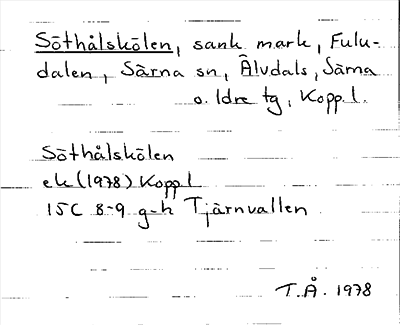 Söthålskölen, sank mark, Fulu-
dalen, Särna sn, Älvdals, Särna
o. Idre tg, Kopp.l.
Söthålskölen
ek (1978) Kopp l
15C 8-9 g-h Tjärnvallen
T.Å. 1978